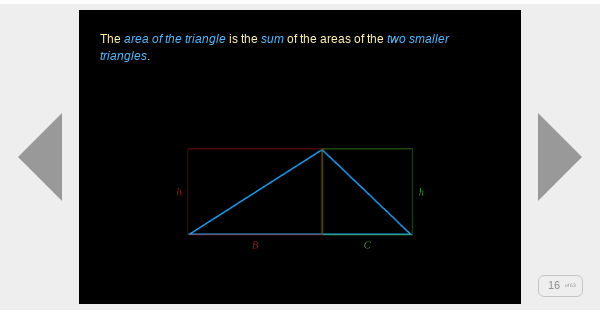 The area of the triangle is the sum of the areas of the two smaller
triangles.
h
h
B
C
16